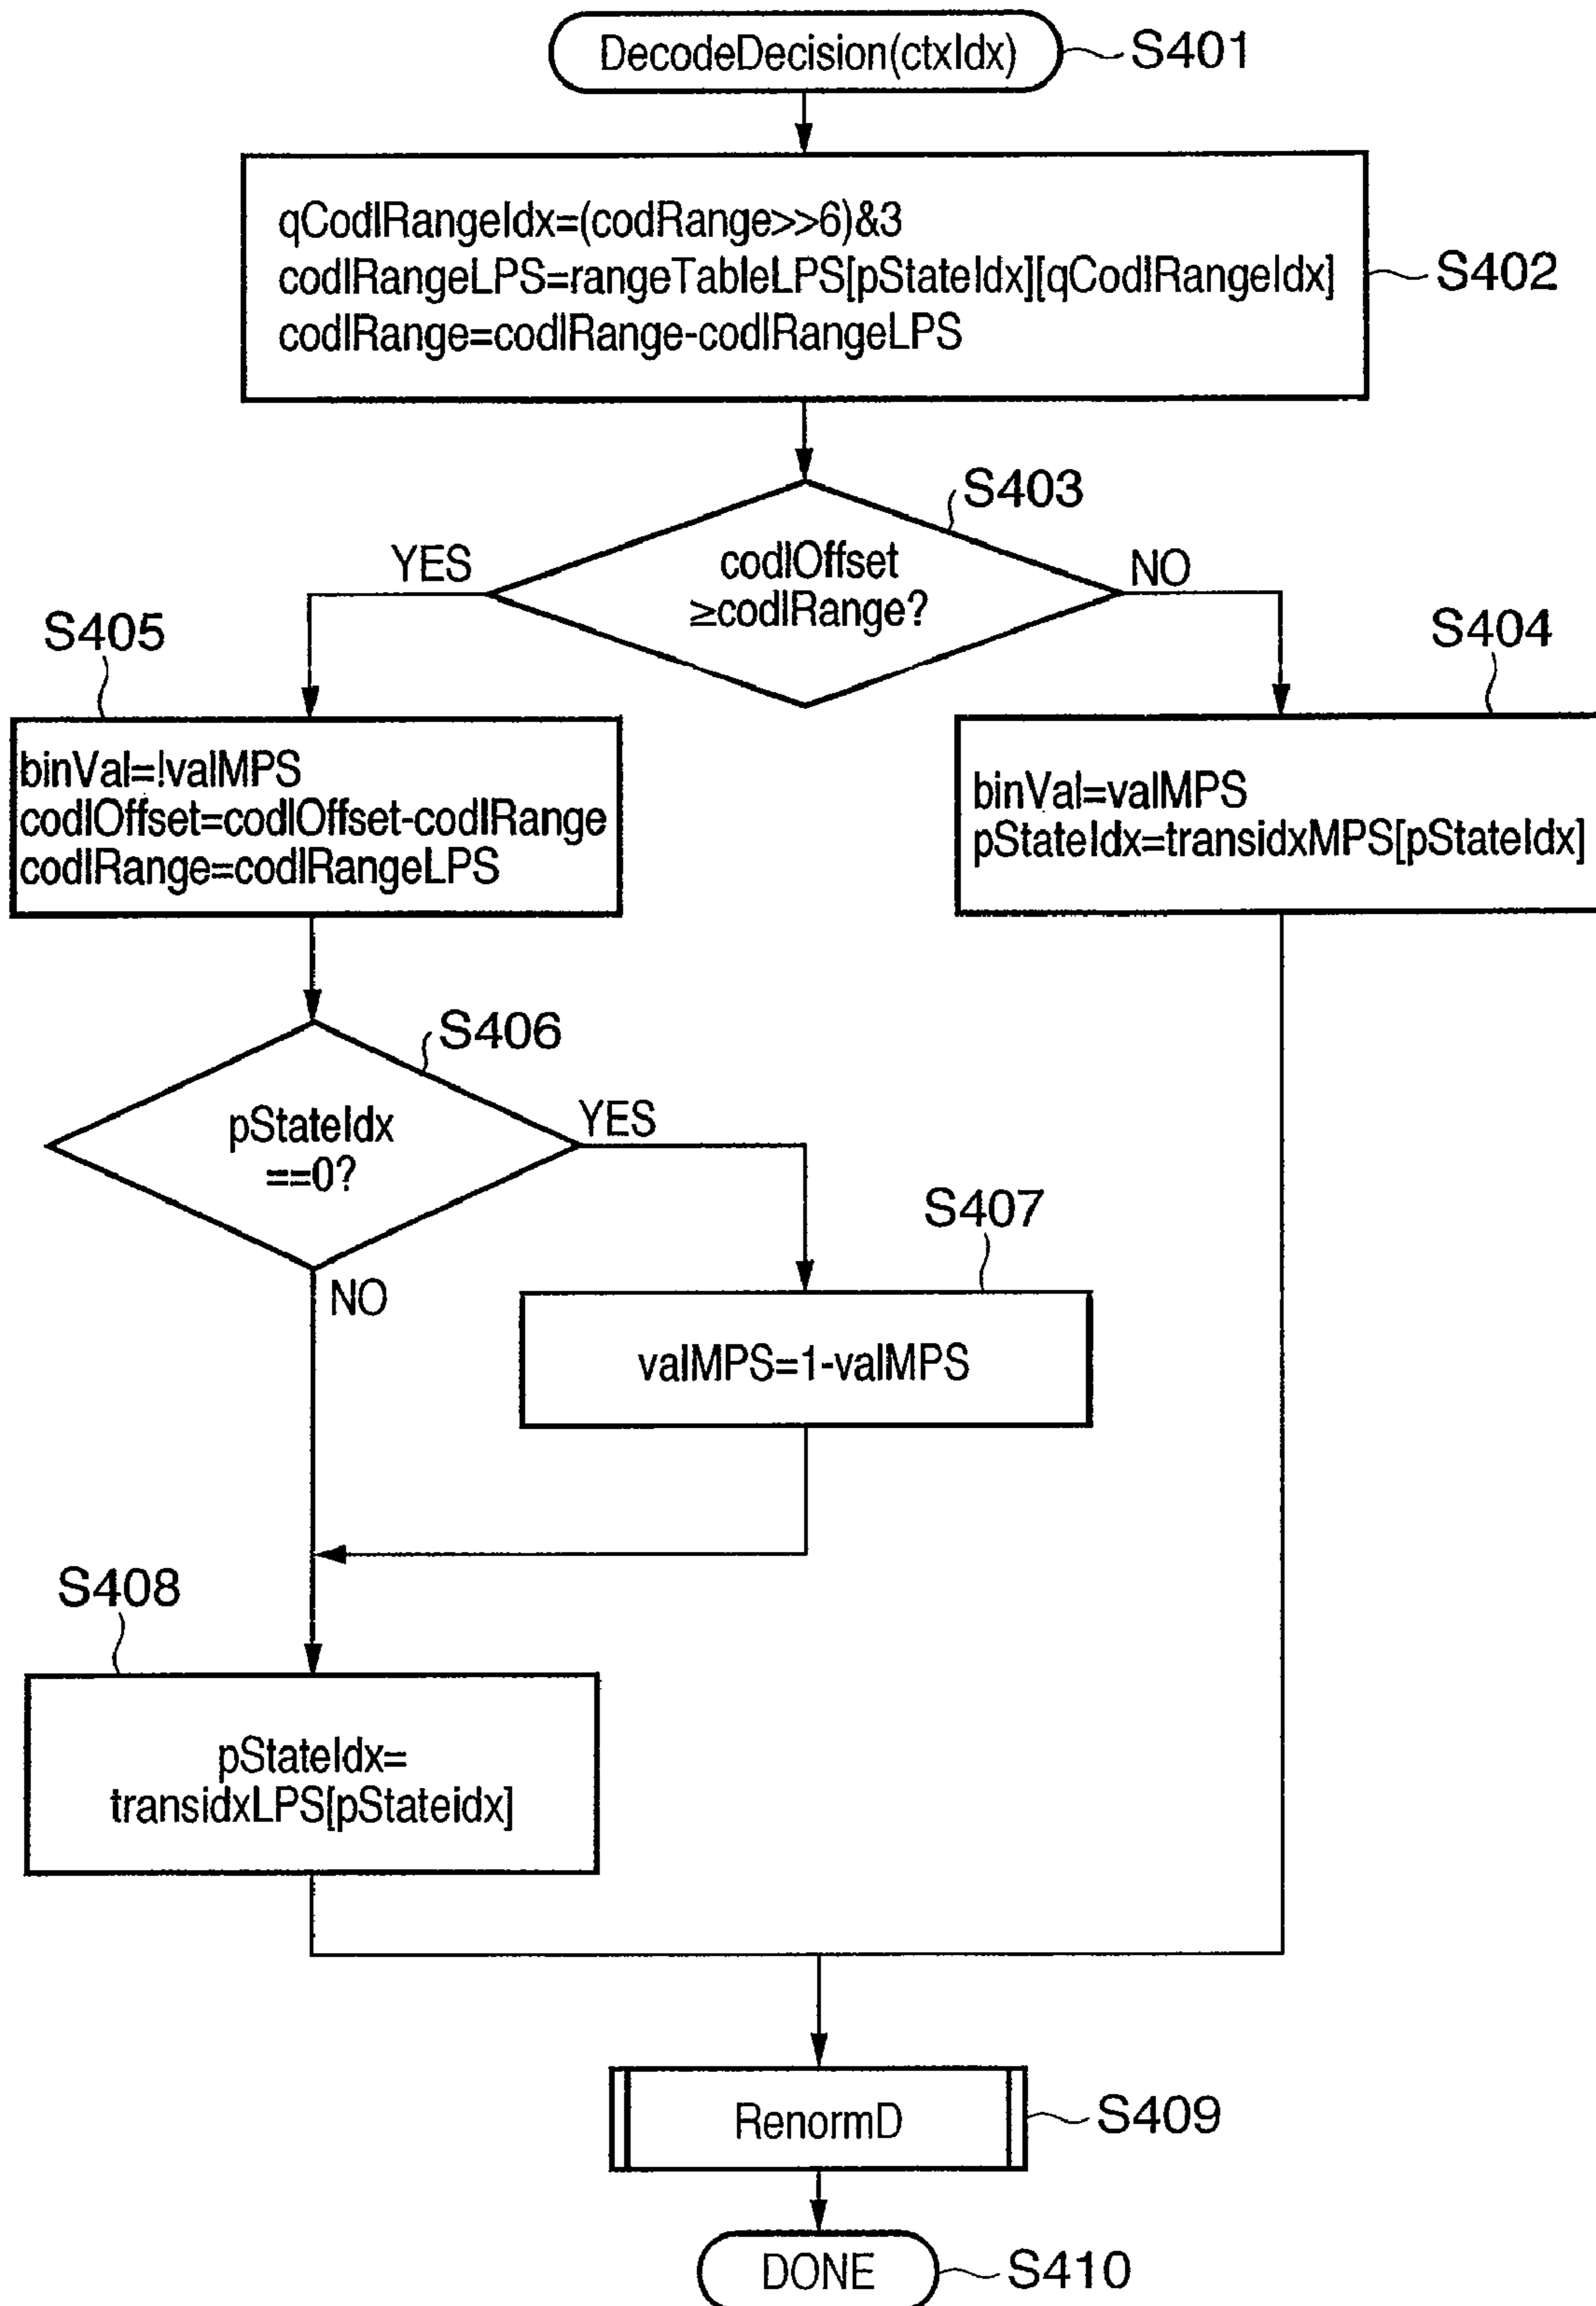 DecodeDecision(ctxIdx)
S401
qCodIRangeIdx=(codRange>>6)&3
codIRangeLPS=rangeTableLPS[pStateIdx][qCodIRangeIdx]
codIRange=codIRange-codIRangeLPS
S402
S403
codIOffset
≥codIRange?
YES
NO
S405
S404
binVal=!valMPS
codIOffset=codIOffset-codIRange
codIRange=codIRangeLPS
binVal=valMPS
pStateIdx=transidxMPS[pStateIdx]
S406
pStateIdx
==0?
YES
NO
S407
valMPS=1-valMPS
S408
pStateIdx=
transidxLPS[pStateidx]
RenormD
S409
DONE
S410